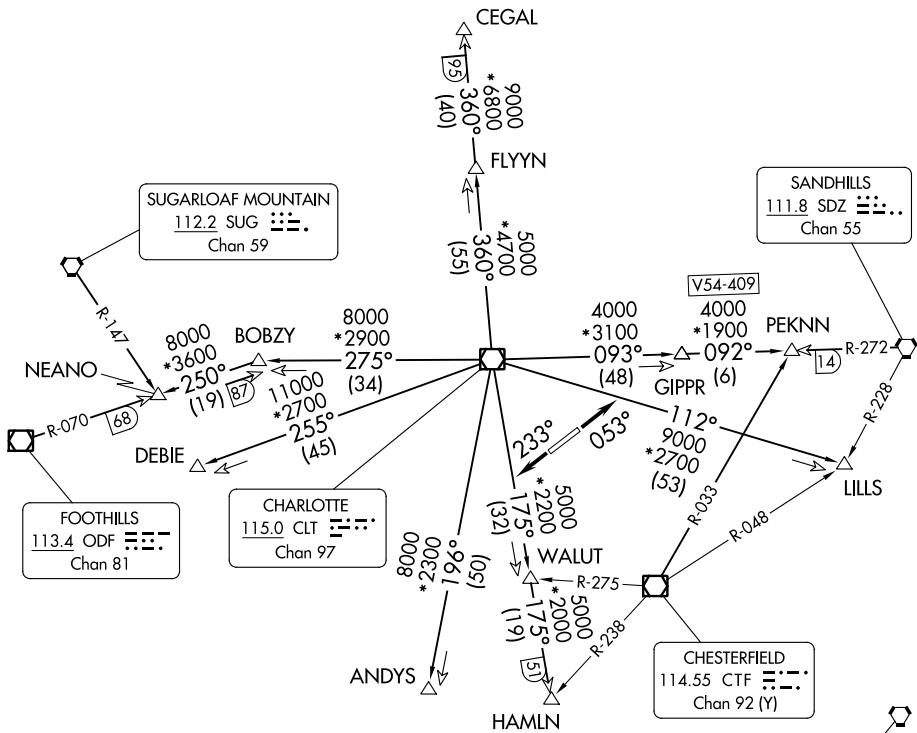 CEGAL
95
9000
*6800
360°
(40)
FLYYN
SUGARLOAF MOUNTAIN
112.2 SUG
Chan 59
SANDHILLS
111.8 SDZ
Chan 55
5000
*4700
360°
(55)
R-147
NEANO
8000
*3600
250°
(19)
87
BOBZY
8000
*2900
275°
(34)
4000
*3100
093°
(48)
GIPPR
V54-409
4000
*1900
092°
(6)
PEKNN
14
R-272
R-228
R-070
68
DEBIE
11000
*2700
255°
(45)
233°
053°
112°
9000
*2700
(53)
LILLS
R-033
R-048
FOOTHILLS
113.4 ODF
Chan 81
CHARLOTTE
115.0 CLT
Chan 97
8000
*2300
196°
(50)
5000
*2200
175°
(32)
WALUT
R-275
5000
*2000
175°
(19)
51
R-238
ANDYS
HAMLN
CHESTERFIELD
114.55 CTF
Chan 92 (Y)